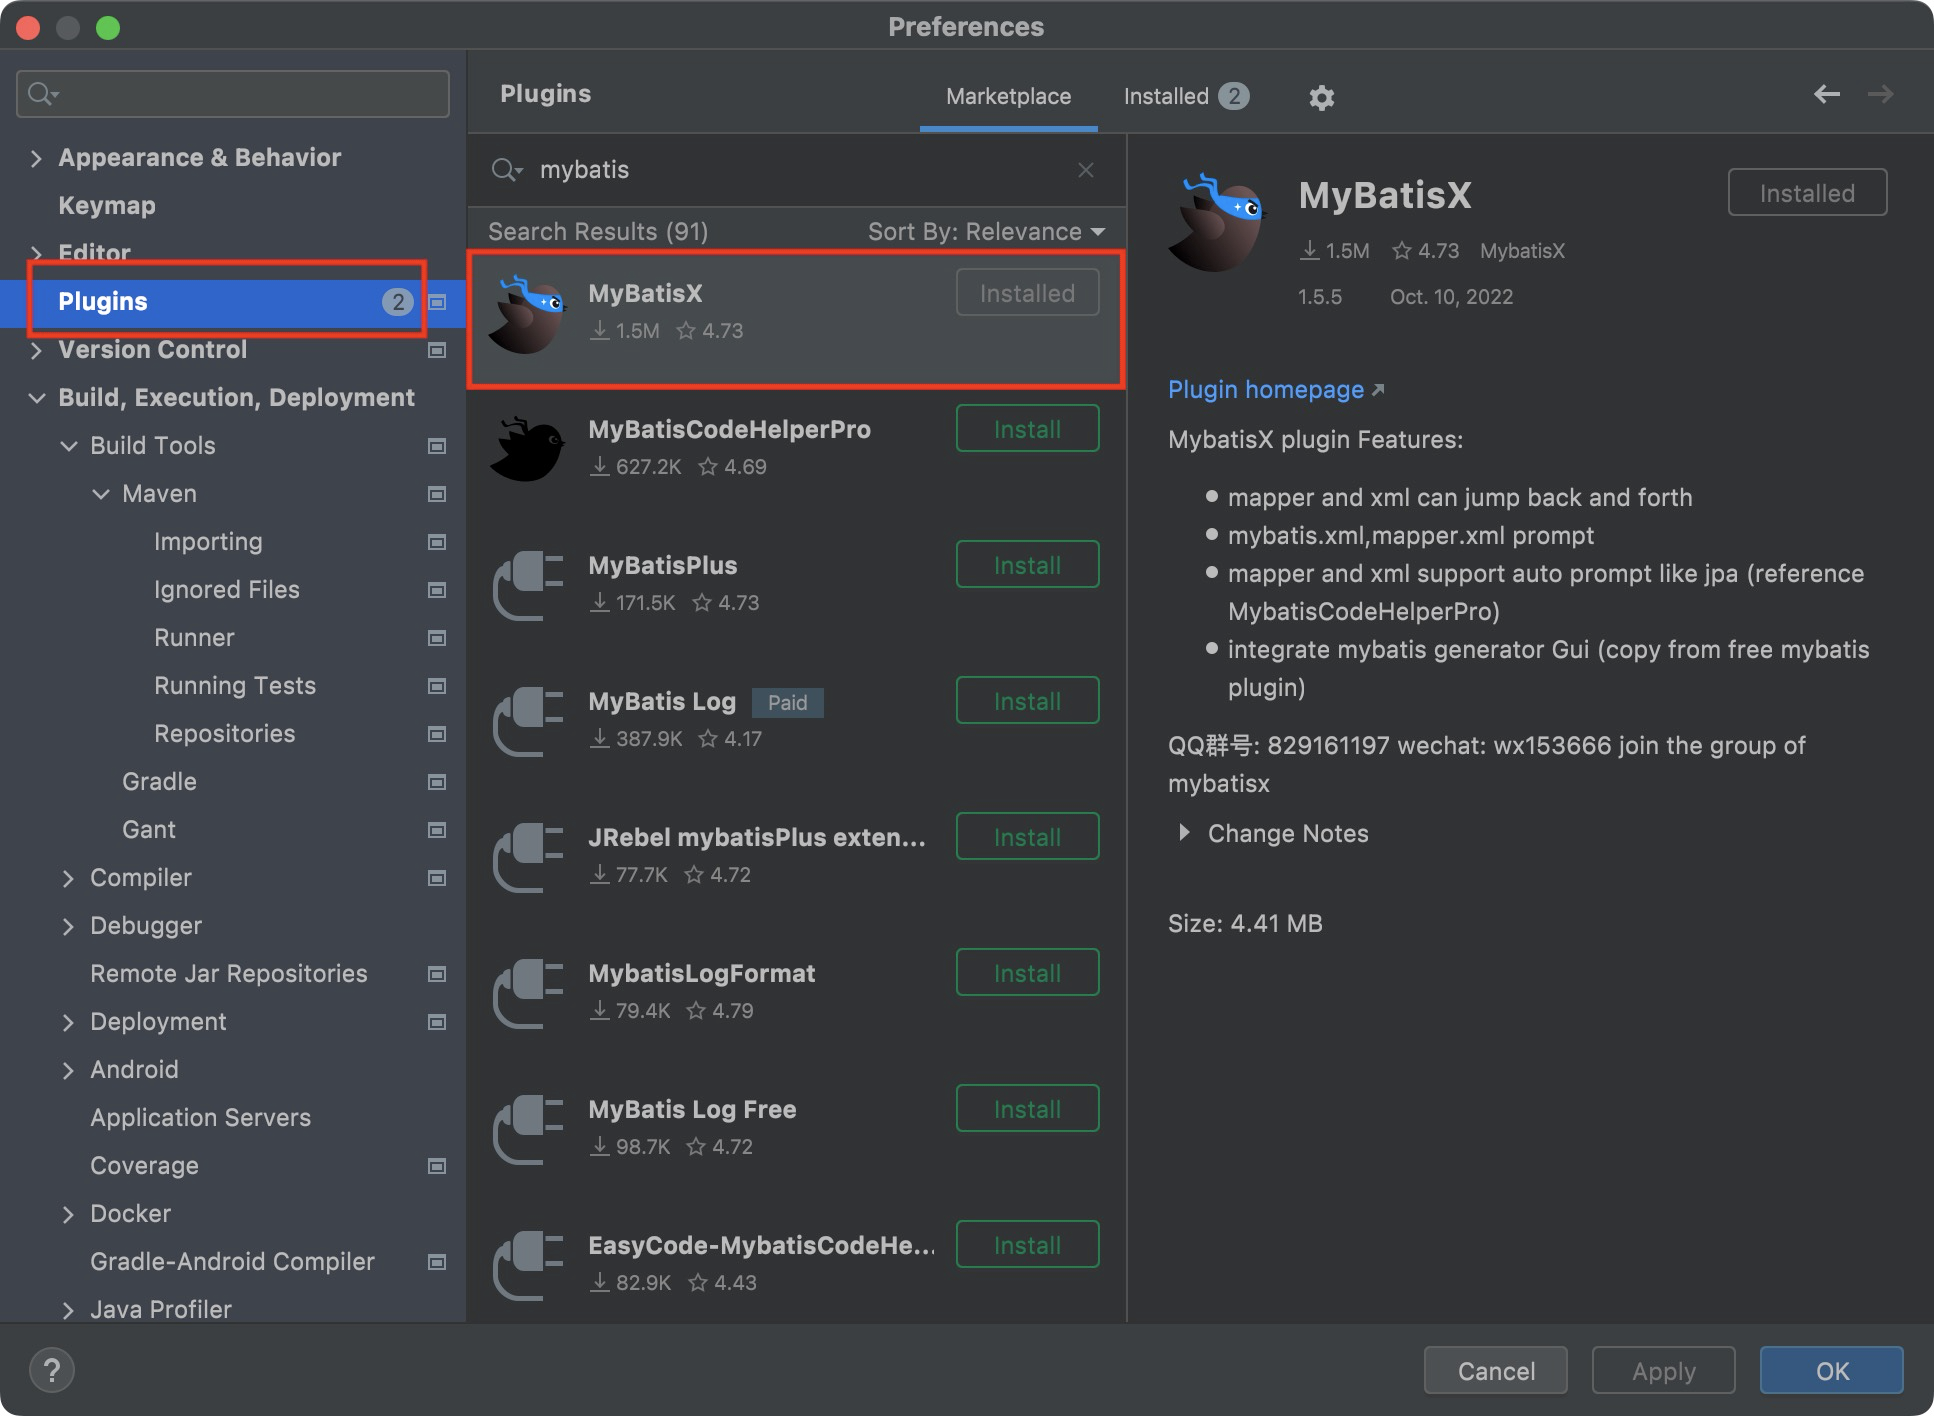 Preferences
Appearance & Behavior
Keymap
Editor
Plugins 2
Version Control
Build, Execution, Deployment
Build Tools
Maven
Importing
Ignored Files
Runner
Running Tests
Repositories
Gradle
Gant
Compiler
Debugger
Remote Jar Repositories
Deployment
Android
Application Servers
Coverage
Docker
Gradle-Android Compiler
Java Profiler
Plugins
Marketplace
Installed 2
mybatis
Search Results (91)
Sort By: Relevance
MyBatisX
Installed
1.5M 4.73
MyBatisCodeHelperPro
Install
627.2K 4.69
MyBatisPlus
Install
171.5K 4.73
MyBatis Log Paid
Install
387.9K 4.17
JRebel mybatisPlus exten...
Install
77.7K 4.72
MybatisLogFormat
Install
79.4K 4.79
MyBatis Log Free
Install
98.7K 4.72
EasyCode-MybatisCodeHe...
Install
82.9K 4.43
MyBatisX
Installed
1.5M 4.73 MybatisX
1.5.5 Oct. 10, 2022
Plugin homepage
MybatisX plugin Features:
mapper and xml can jump back and forth
mybatis.xml,mapper.xml prompt
mapper and xml support auto prompt like jpa (reference
MybatisCodeHelperPro)
integrate mybatis generator Gui (copy from free mybatis
plugin)
QQ群号: 829161197 wechat: wx153666 join the group of
mybatisx
Change Notes
Size: 4.41 MB
?
Cancel
Apply
OK